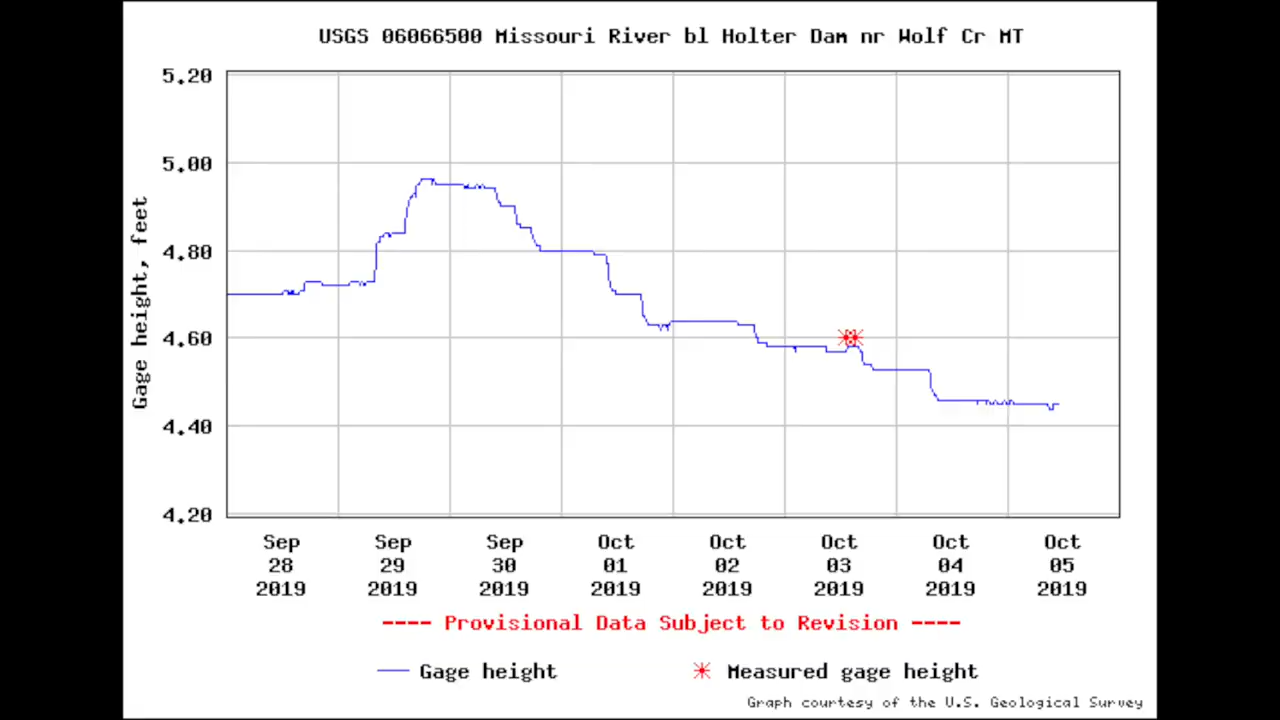 USGS 06066500 Missouri River bl Holter Dam nr Wolf Cr MT
5.20
5.00
4.80
4.60
4.40
4.20
Gage height, feet
Sep 28 2019
Sep 29 2019
Sep 30 2019
Oct 01 2019
Oct 02 2019
Oct 03 2019
Oct 04 2019
Oct 05 2019
---- Provisional Data Subject to Revision ----
Gage height
Measured gage height
Graph courtesy of the U.S. Geological Survey